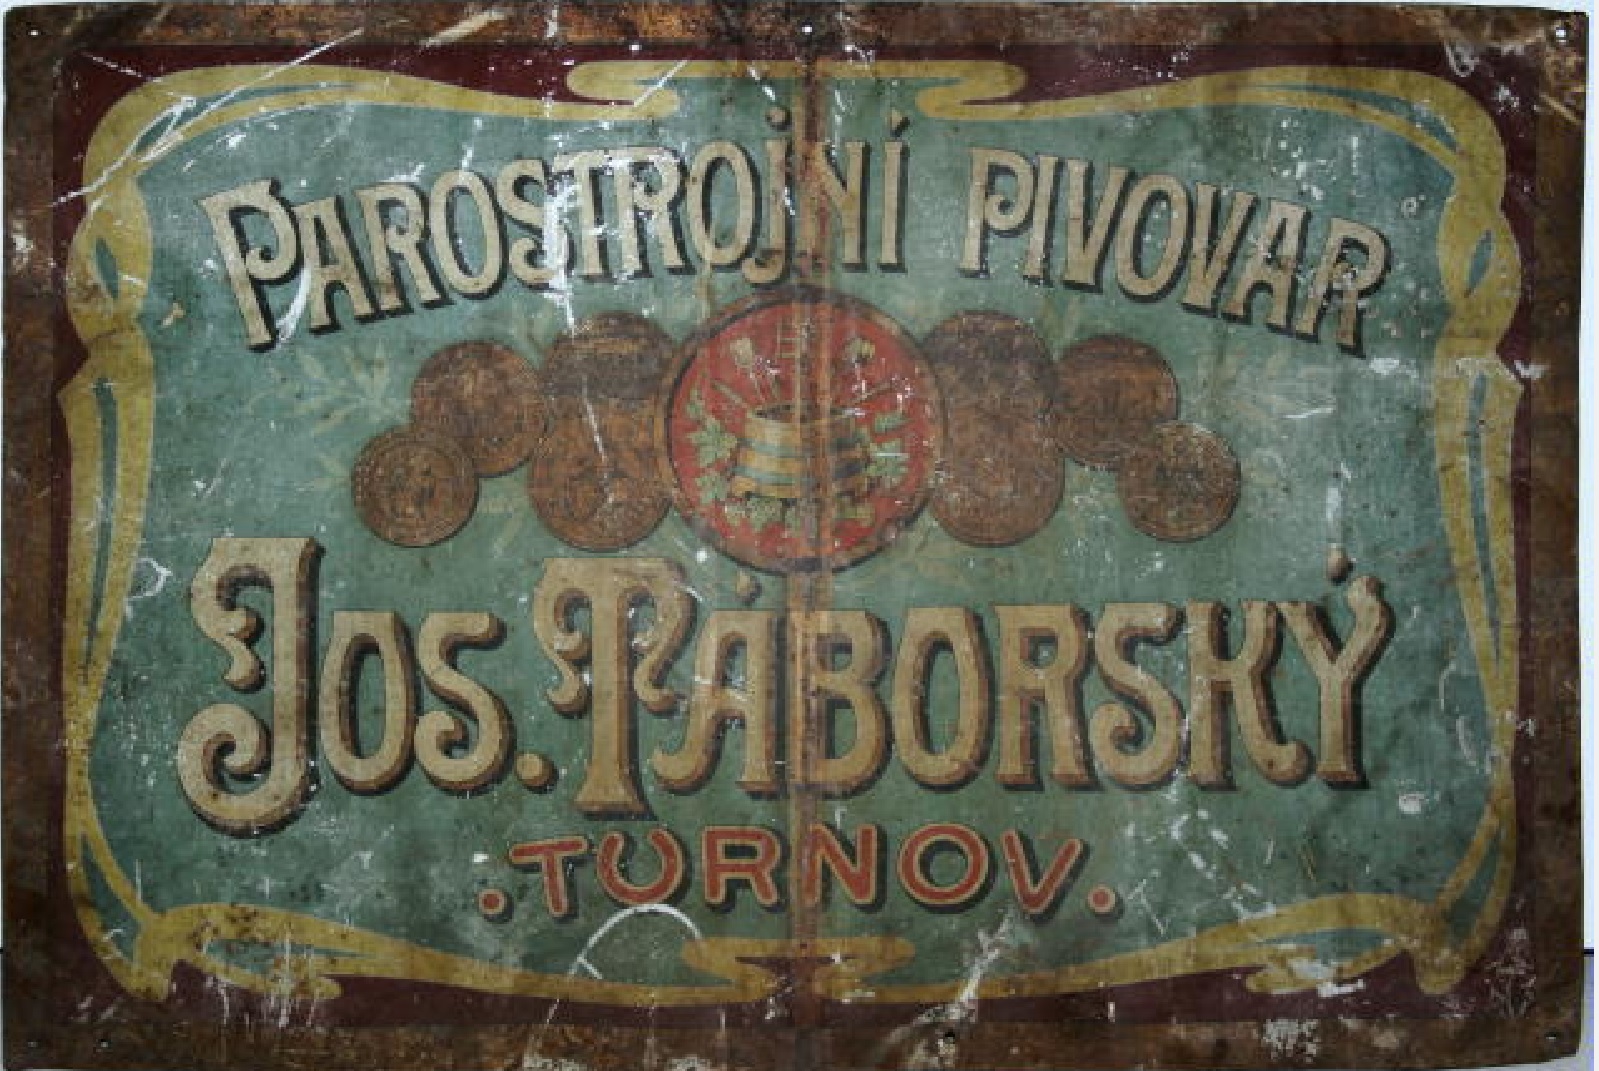 PAROSTROJNÍ PIVOVAR
JOS. TÁBORSKÝ
·TURNOV·